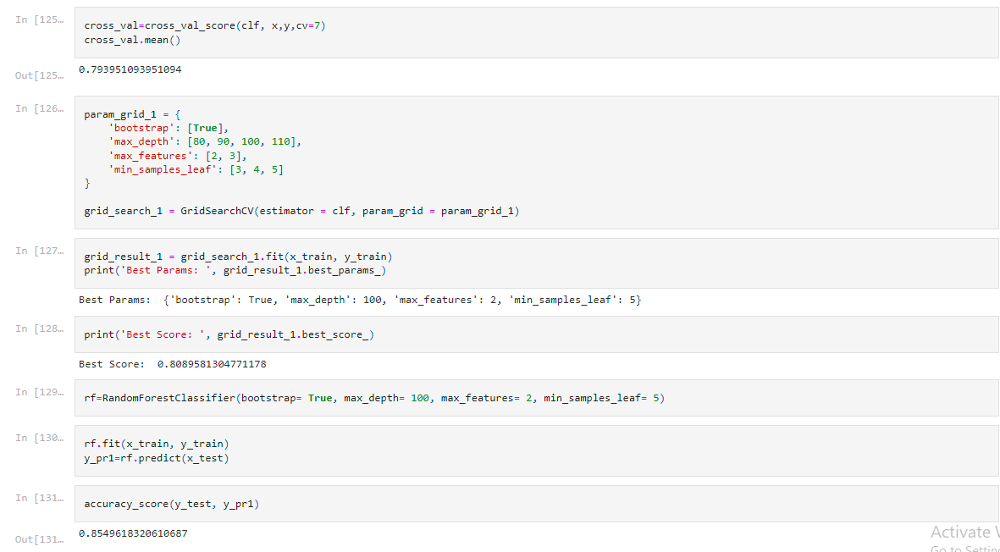 In [125…
cross_val=cross_val_score(clf, x,y,cv=7)
cross_val.mean()
Out[125…
0.793951093951094
In [126…
param_grid_1 = {
    'bootstrap': [True],
    'max_depth': [80, 90, 100, 110],
    'max_features': [2, 3],
    'min_samples_leaf': [3, 4, 5]
}
grid_search_1 = GridSearchCV(estimator = clf, param_grid = param_grid_1)
In [127…
grid_result_1 = grid_search_1.fit(x_train, y_train)
print('Best Params: ', grid_result_1.best_params_)
Best Params:  {'bootstrap': True, 'max_depth': 100, 'max_features': 2, 'min_samples_leaf': 5}
In [128…
print('Best Score: ', grid_result_1.best_score_)
Best Score:  0.8089581304771178
In [129…
rf=RandomForestClassifier(bootstrap= True, max_depth= 100, max_features= 2, min_samples_leaf= 5)
In [130…
rf.fit(x_train, y_train)
y_pr1=rf.predict(x_test)
In [131…
accuracy_score(y_test, y_pr1)
Out[131…
0.8549618320610687
Activate
Go to